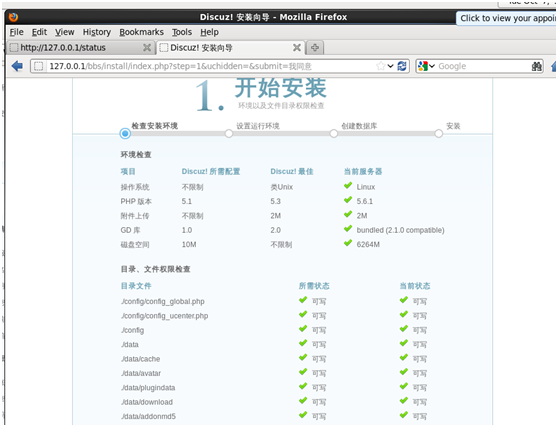 Discuz! 安装向导 - Mozilla Firefox
Click to view your appoi
File Edit View History Bookmarks Tools Help
http://127.0.0.1/status Discuz! 安装向导
127.0.0.1/bbs/install/index.php?step=1&uchidden=&submit=我同意 Google
1. 开始安装
环境以及文件目录权限检查
检查安装环境 设置运行环境 创建数据库 安装
环境检查
项目 Discuz! 所需配置 Discuz! 最佳 当前服务器
操作系统 不限制 类Unix Linux
PHP 版本 5.1 5.3 5.6.1
附件上传 不限制 2M 2M
GD 库 1.0 2.0 bundled (2.1.0 compatible)
磁盘空间 10M 不限制 6264M
目录、文件权限检查
目录文件 所需状态 当前状态
./config/config_global.php 可写 可写
./config/config_ucenter.php 可写 可写
./config 可写 可写
./data 可写 可写
./data/cache 可写 可写
./data/avatar 可写 可写
./data/plugindata 可写 可写
./data/download 可写 可写
./data/addonmd5 可写 可写